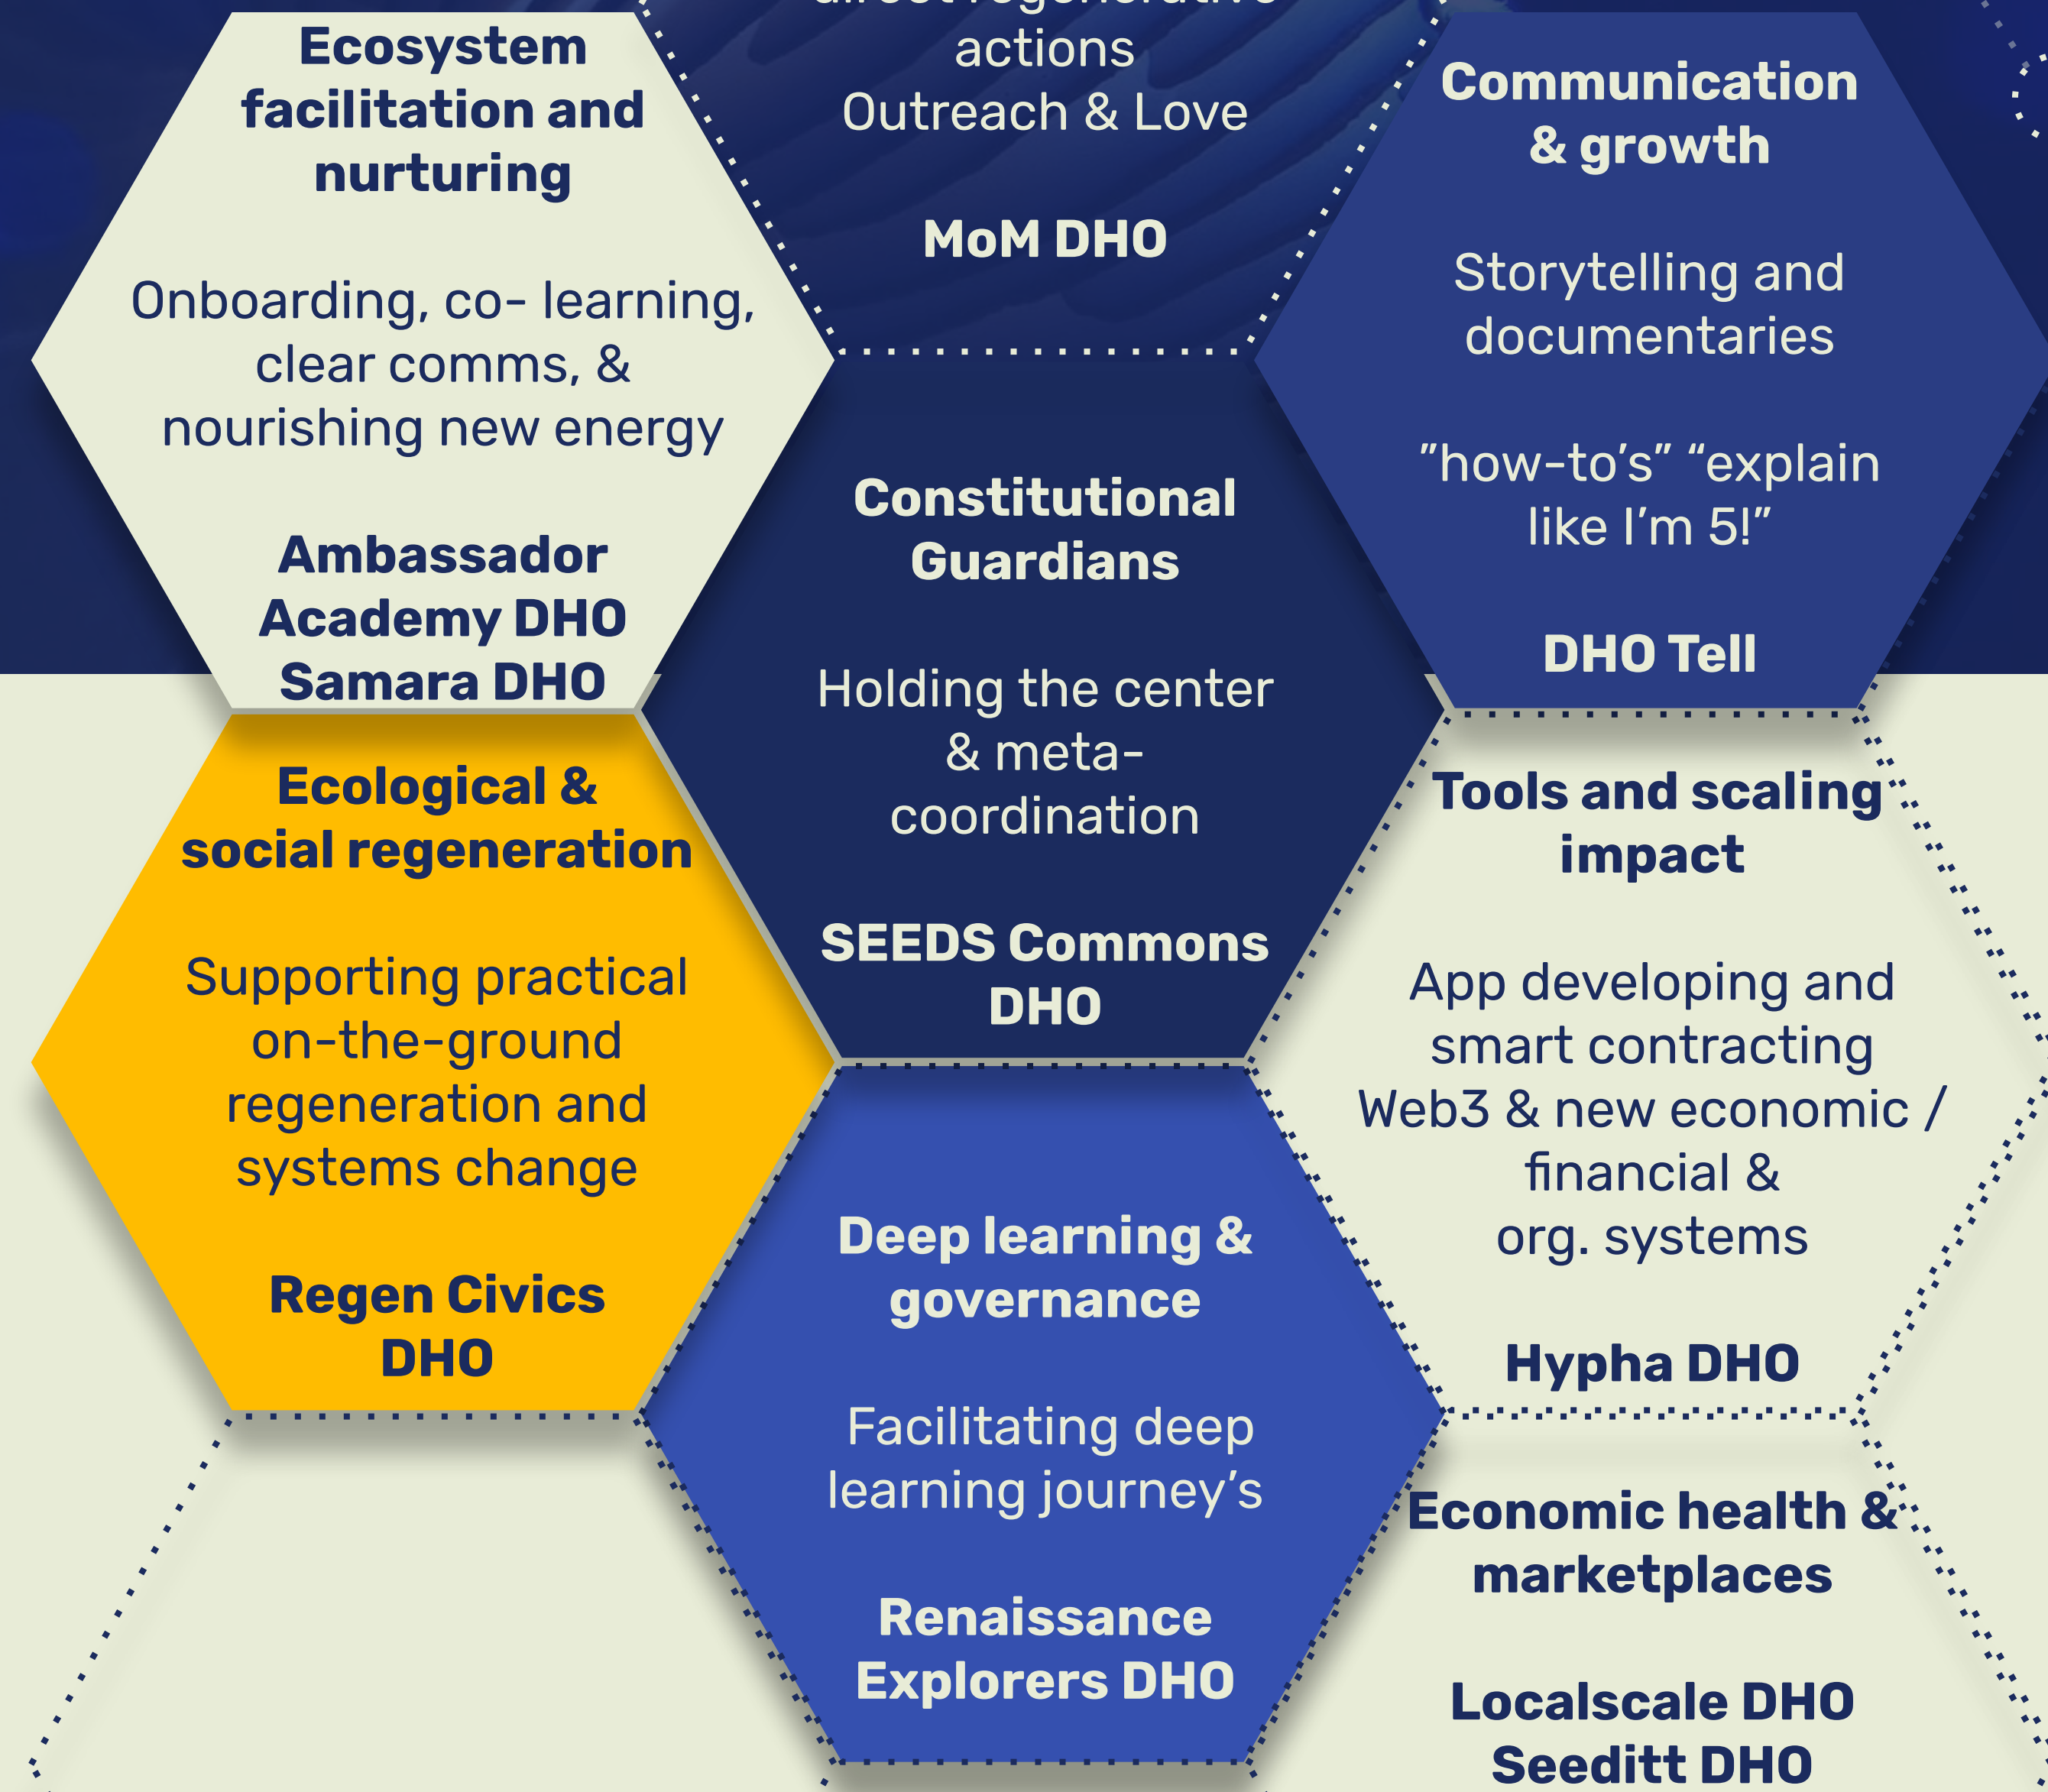 Ecosystem
facilitation and
nurturing
Onboarding, co- learning,
clear comms, &
nourishing new energy
Ambassador
Academy DHO
Samara DHO
direct regenerative
actions
Outreach & Love
MoM DHO
Communication
& growth
Storytelling and
documentaries
”how-to’s” “explain
like I’m 5!”
DHO Tell
Constitutional
Guardians
Holding the center
& meta-
coordination
SEEDS Commons
DHO
Ecological &
social regeneration
Supporting practical
on-the-ground
regeneration and
systems change
Regen Civics
DHO
Tools and scaling
impact
App developing and
smart contracting
Web3 & new economic /
financial &
org. systems
Hypha DHO
Deep learning &
governance
Facilitating deep
learning journey’s
Renaissance
Explorers DHO
Economic health &
marketplaces
Localscale DHO
Seeditt DHO